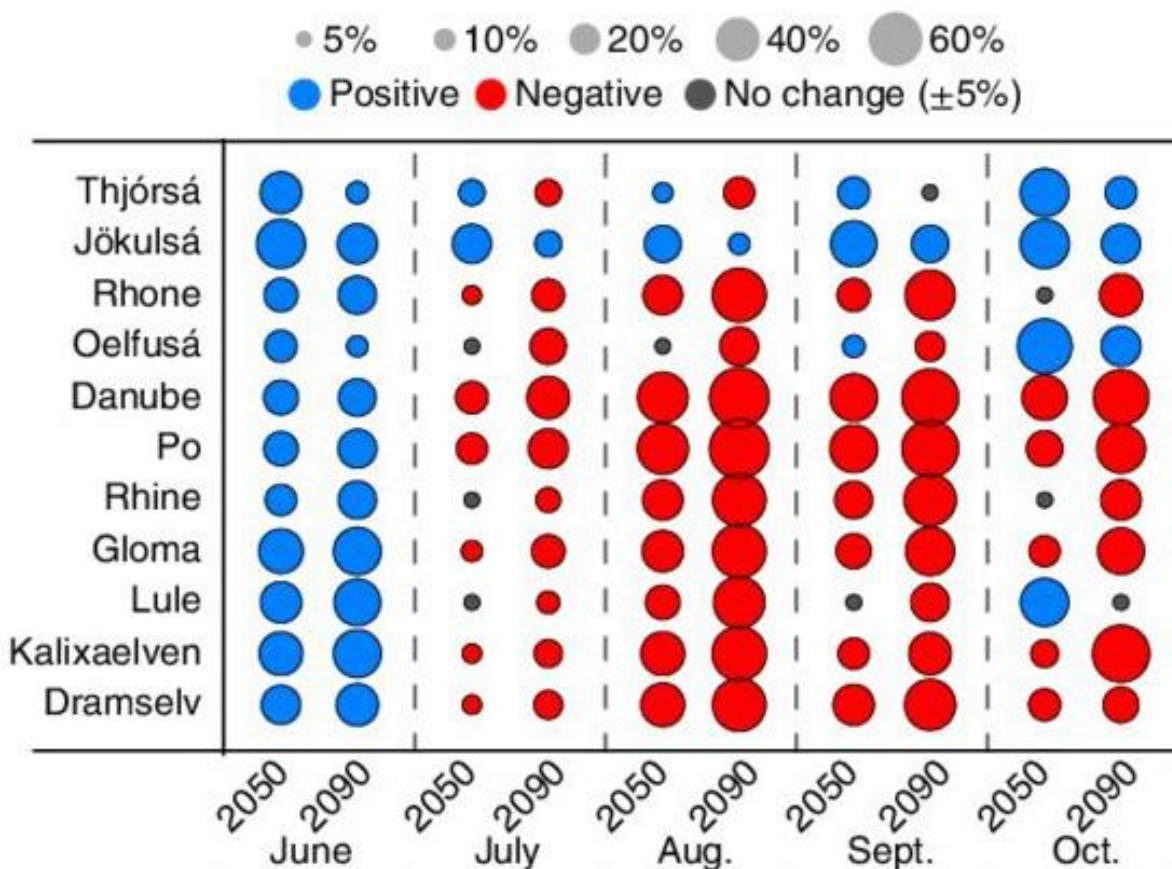 5% 10% 20% 40% 60%
Positive Negative No change (±5%)
Thjórsá
Jökulsá
Rhone
Oelfusá
Danube
Po
Rhine
Gloma
Lule
Kalixaelven
Dramselv
2050 2090 2050 2090 2050 2090 2050 2090 2050 2090
June July Aug. Sept. Oct.